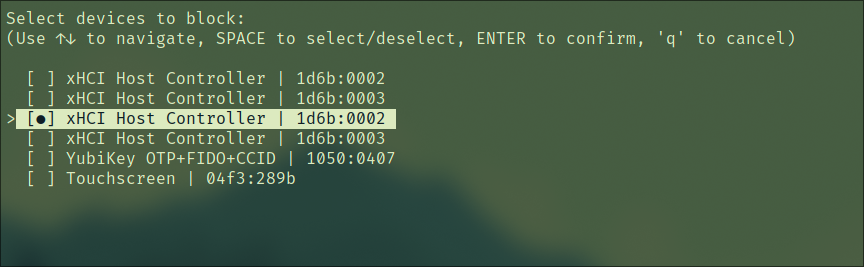 Select devices to block:
(Use ↑↓ to navigate, SPACE to select/deselect, ENTER to confirm, 'q' to cancel)
[ ] xHCI Host Controller | 1d6b:0002
[ ] xHCI Host Controller | 1d6b:0003
> [●] xHCI Host Controller | 1d6b:0002
[ ] xHCI Host Controller | 1d6b:0003
[ ] YubiKey OTP+FIDO+CCID | 1050:0407
[ ] Touchscreen | 04f3:289b